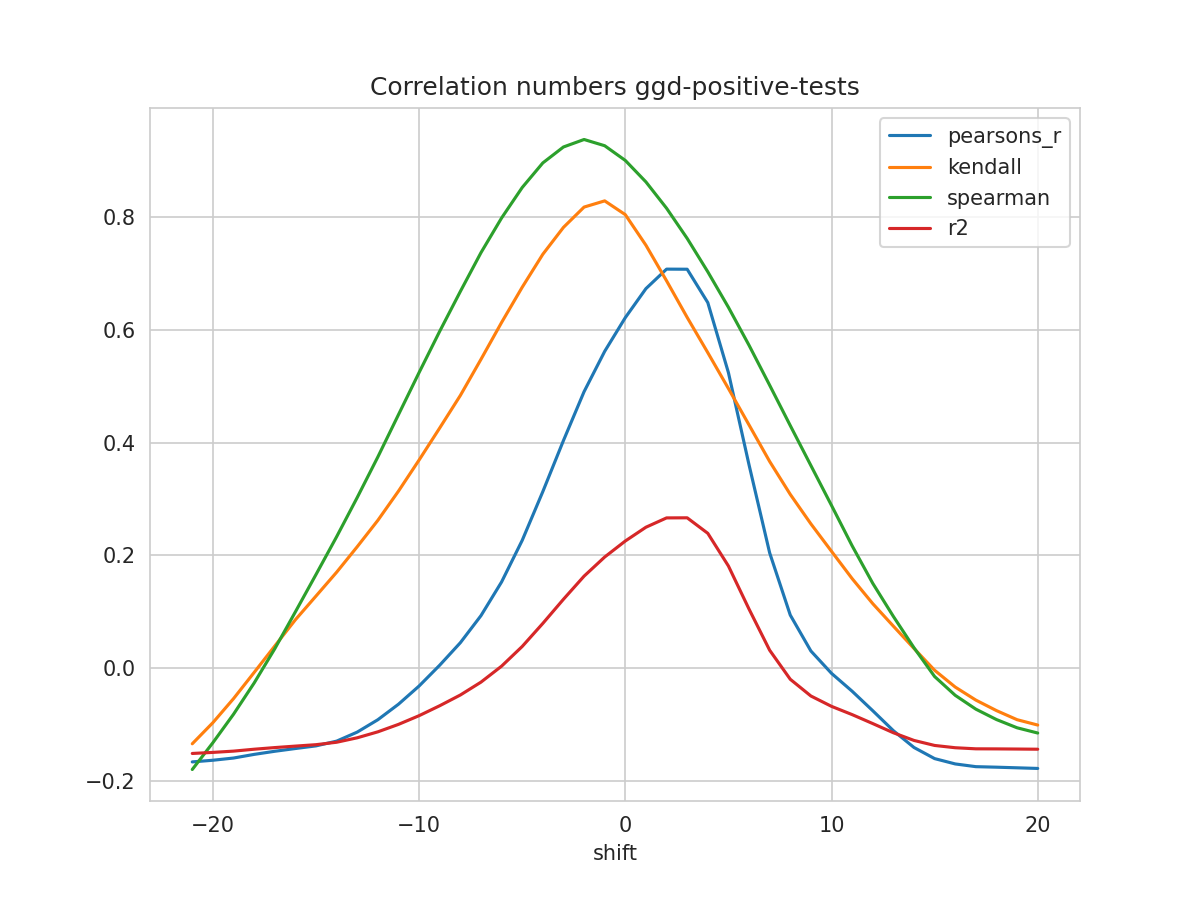 Correlation numbers ggd-positive-tests
pearsons_r
kendall
spearman
r2
0.8
0.6
0.4
0.2
0.0
−0.2
−20
−10
0
10
20
shift